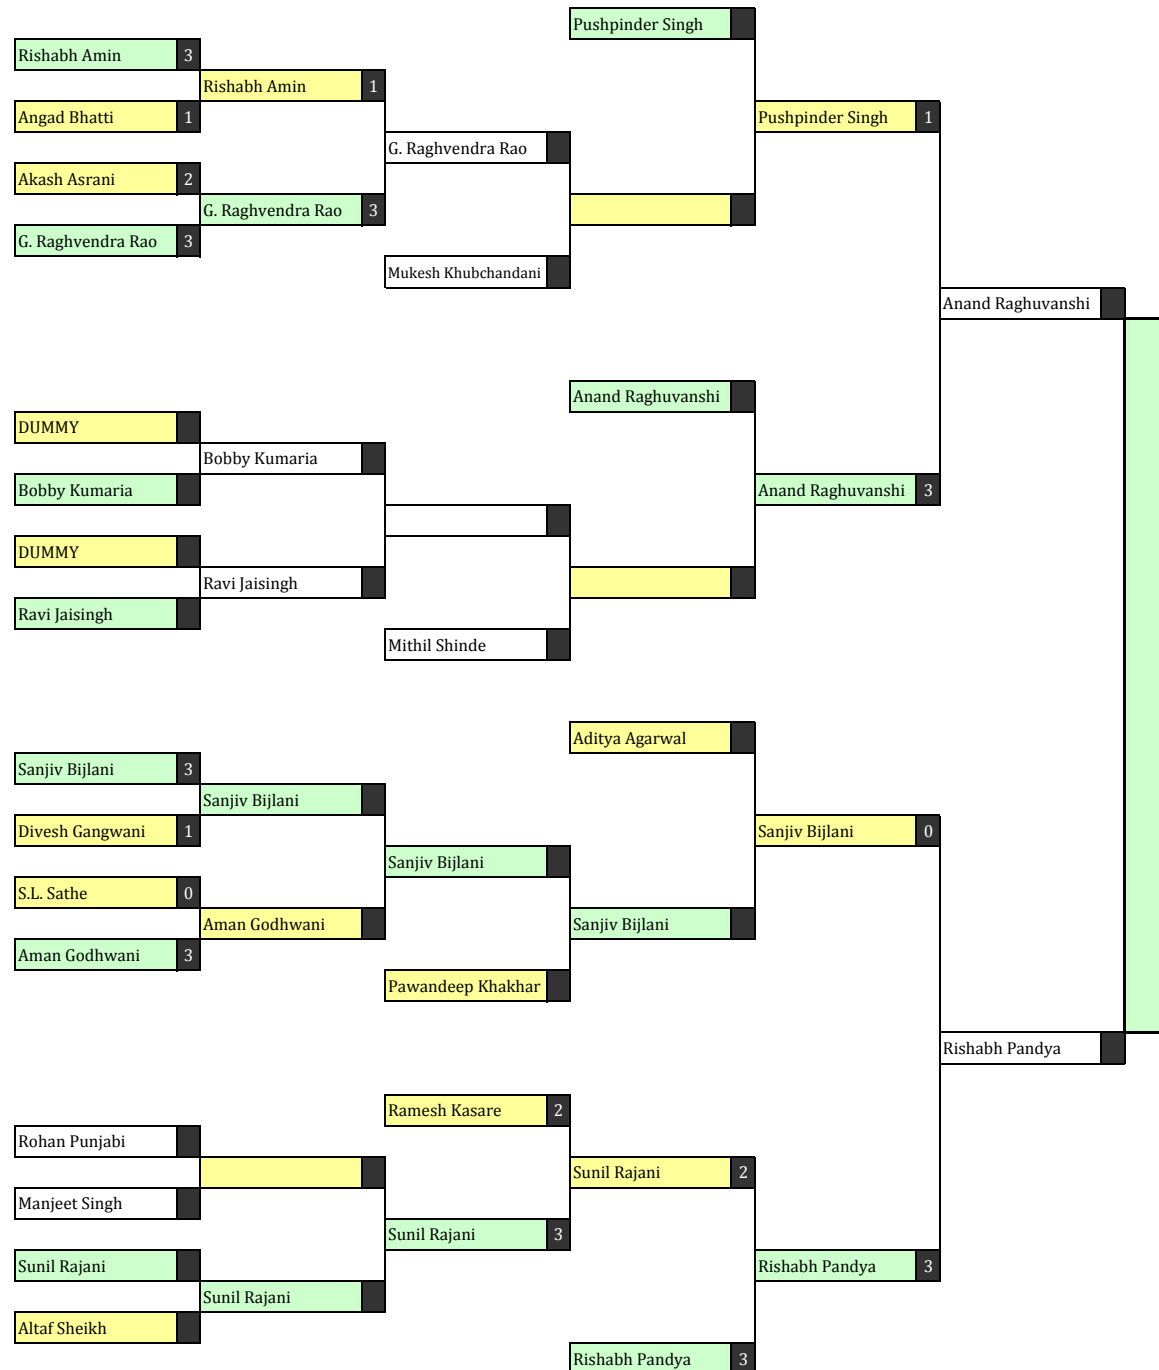 Pushpinder Singh
Rishabh Amin 3
Rishabh Amin 1
Angad Bhatti 1
Pushpinder Singh 1
G. Raghvendra Rao
Akash Asrani 2
G. Raghvendra Rao 3
G. Raghvendra Rao 3
Mukesh Khubchandani
Anand Raghuvanshi
Anand Raghuvanshi
DUMMY
Bobby Kumaria
Bobby Kumaria
Anand Raghuvanshi 3
DUMMY
Ravi Jaisingh
Ravi Jaisingh
Mithil Shinde
Aditya Agarwal
Sanjiv Bijlani 3
Sanjiv Bijlani
Divesh Gangwani 1
Sanjiv Bijlani 0
Sanjiv Bijlani
S.L. Sathe 0
Aman Godhwani
Sanjiv Bijlani
Aman Godhwani 3
Pawandeep Khakhar
Rishabh Pandya
Ramesh Kasare 2
Rohan Punjabi
Sunil Rajani 2
Manjeet Singh
Sunil Rajani 3
Sunil Rajani
Rishabh Pandya 3
Sunil Rajani
Altaf Sheikh
Rishabh Pandya 3